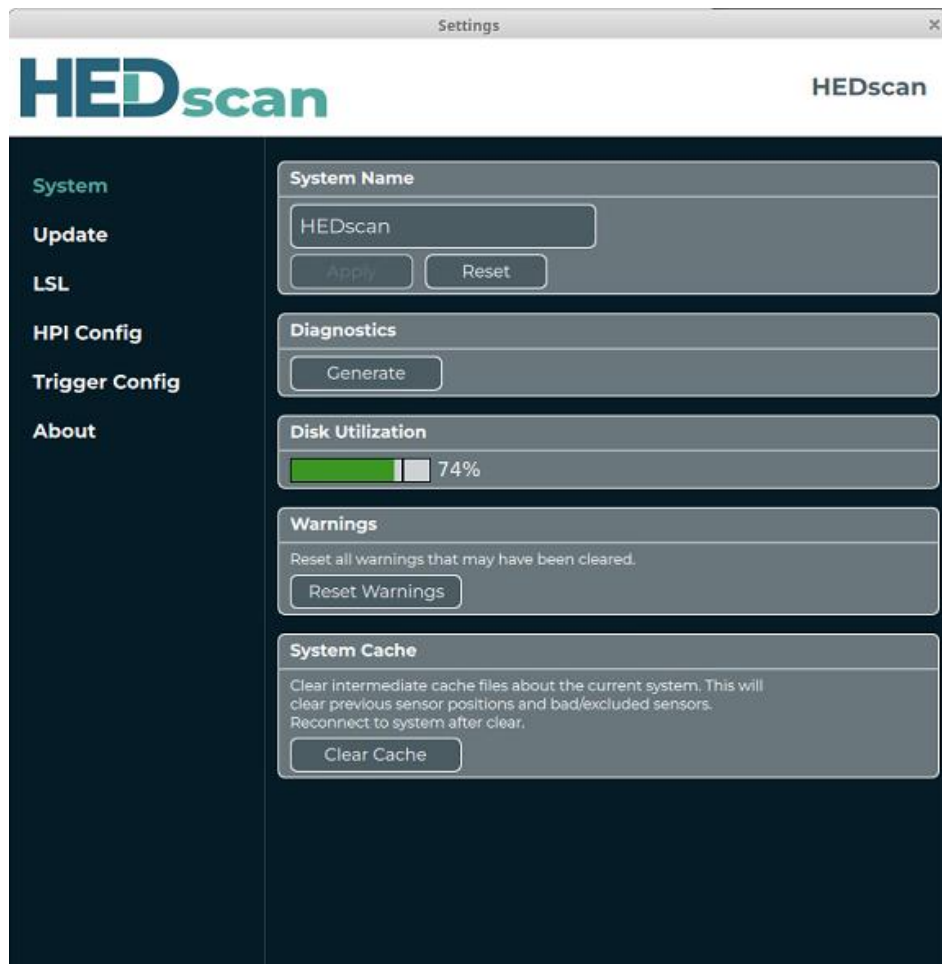 Settings ×
HEDscan
HEDscan
System
Update
LSL
HPI Config
Trigger Config
About
System Name
HEDscan
Apply Reset
Diagnostics
Generate
Disk Utilization
74%
Warnings
Reset all warnings that may have been cleared.
Reset Warnings
System Cache
Clear intermediate cache files about the current system. This will
clear previous sensor positions and bad/excluded sensors.
Reconnect to system after clear.
Clear Cache